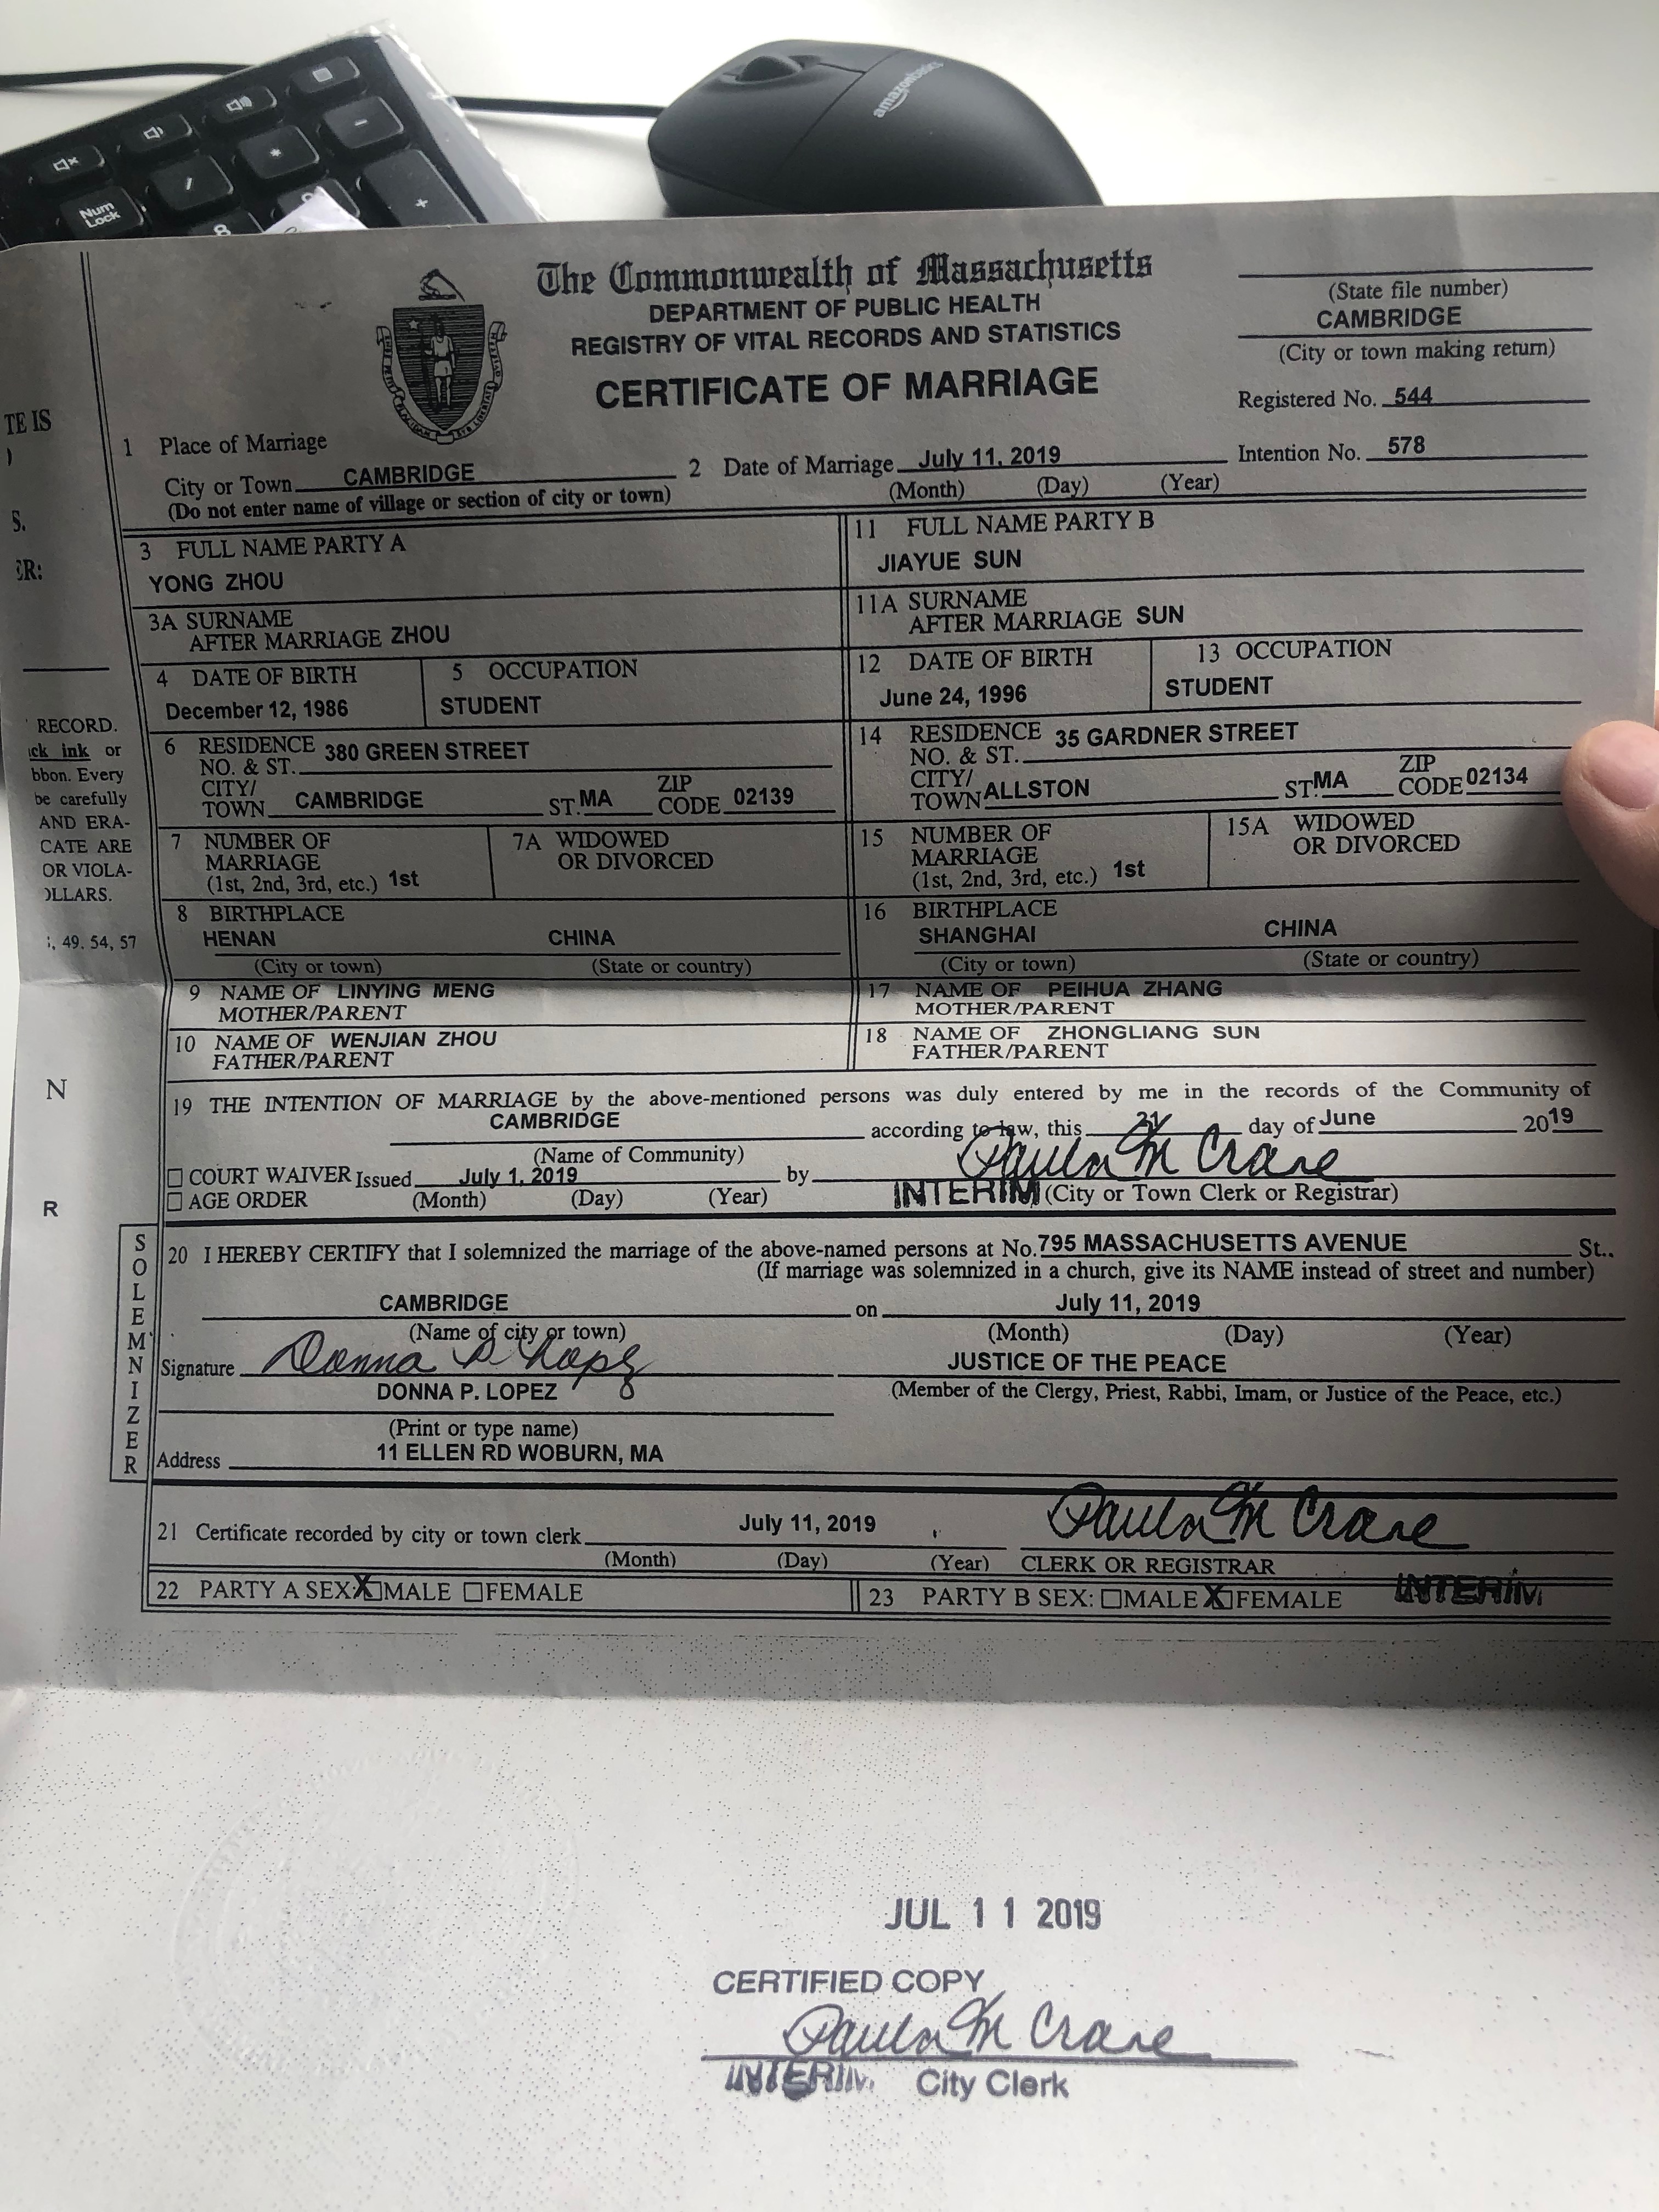 Num
Lock
/
*
-
8
+
amazonbasics
The Commonwealth of Massachusetts
DEPARTMENT OF PUBLIC HEALTH
REGISTRY OF VITAL RECORDS AND STATISTICS
CERTIFICATE OF MARRIAGE
(State file number)
CAMBRIDGE
(City or town making return)
Registered No. 544
Intention No. 578
TE IS
)
S.
ER:
RECORD.
ck ink or
bbon. Every
be carefully
AND ERA-
CATE ARE
OR VIOLA-
OLLARS.
, 49. 54, 57
N
R
1 Place of Marriage
City or Town CAMBRIDGE
(Do not enter name of village or section of city or town)
2 Date of Marriage July 11, 2019
(Month) (Day) (Year)
3 FULL NAME PARTY A
YONG ZHOU
3A SURNAME
AFTER MARRIAGE ZHOU
4 DATE OF BIRTH
December 12, 1986
5 OCCUPATION
STUDENT
6 RESIDENCE 380 GREEN STREET
NO. & ST.
CITY/
TOWN CAMBRIDGE ST. MA ZIP
CODE 02139
7 NUMBER OF
MARRIAGE
(1st, 2nd, 3rd, etc.) 1st
7A WIDOWED
OR DIVORCED
8 BIRTHPLACE
HENAN CHINA
(City or town) (State or country)
9 NAME OF LINYING MENG
MOTHER/PARENT
10 NAME OF WENJIAN ZHOU
FATHER/PARENT
11 FULL NAME PARTY B
JIAYUE SUN
11A SURNAME
AFTER MARRIAGE SUN
12 DATE OF BIRTH
June 24, 1996
13 OCCUPATION
STUDENT
14 RESIDENCE 35 GARDNER STREET
NO. & ST.
CITY/
TOWN ALLSTON ST. MA ZIP
CODE 02134
15 NUMBER OF
MARRIAGE
(1st, 2nd, 3rd, etc.) 1st
15A WIDOWED
OR DIVORCED
16 BIRTHPLACE
SHANGHAI CHINA
(City or town) (State or country)
17 NAME OF PEIHUA ZHANG
MOTHER/PARENT
18 NAME OF ZHONGLIANG SUN
FATHER/PARENT
19 THE INTENTION OF MARRIAGE by the above-mentioned persons was duly entered by me in the records of the Community of
CAMBRIDGE according to law, this 21 day of June 2019
(Name of Community)
☐ COURT WAIVER Issued July 1, 2019 by Paula M Crane
☐ AGE ORDER (Month) (Day) (Year) INTERIM (City or Town Clerk or Registrar)
SOLEMNIZER
20 I HEREBY CERTIFY that I solemnized the marriage of the above-named persons at No. 795 MASSACHUSETTS AVENUE St..
(If marriage was solemnized in a church, give its NAME instead of street and number)
CAMBRIDGE on July 11, 2019
(Name of city or town) (Month) (Day) (Year)
Signature Donna P Lopez JUSTICE OF THE PEACE
DONNA P. LOPEZ (Member of the Clergy, Priest, Rabbi, Imam, or Justice of the Peace, etc.)
(Print or type name)
Address 11 ELLEN RD WOBURN, MA
21 Certificate recorded by city or town clerk July 11, 2019 Paula M Crane
(Month) (Day) (Year) CLERK OR REGISTRAR
22 PARTY A SEX: X☐MALE ☐FEMALE
23 PARTY B SEX: ☐MALE X☐FEMALE INTERIM
JUL 11 2019
CERTIFIED COPY
Paula M Crane
INTERIM City Clerk